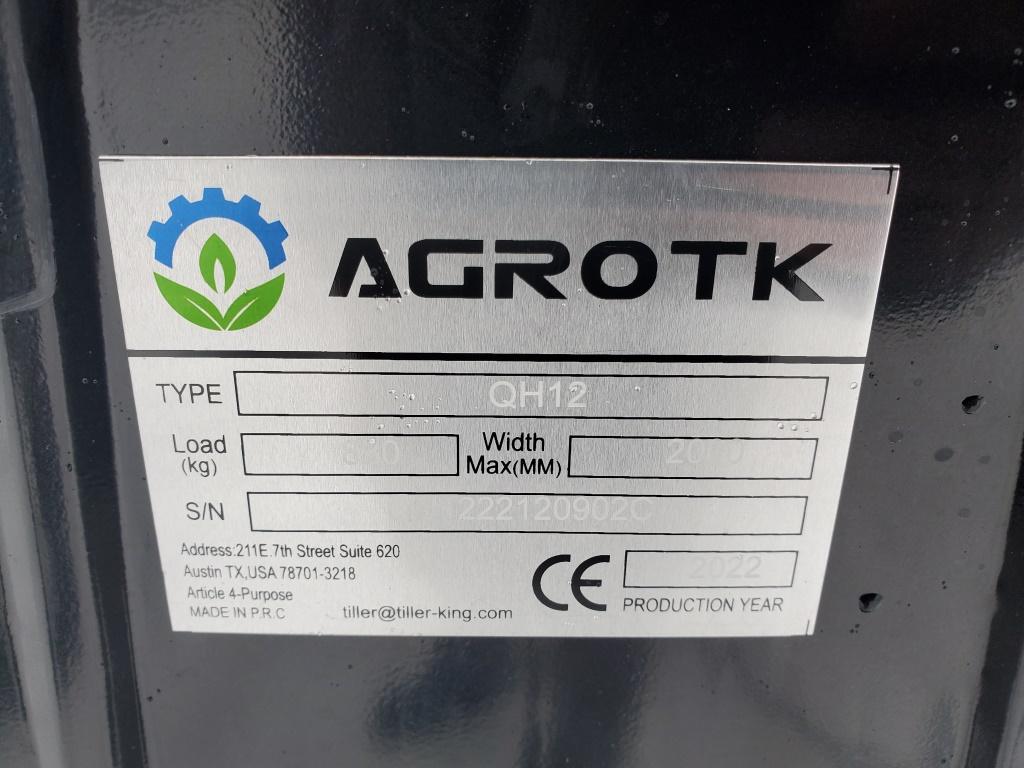 AGROTK
TYPE QH12
Load (kg) Width Max(MM)
S/N 222120902C
Address:211E.7th Street Suite 620
Austin TX,USA 78701-3218
Article 4-Purpose
MADE IN P.R.C tiller@tiller-king.com
CE 2022
PRODUCTION YEAR